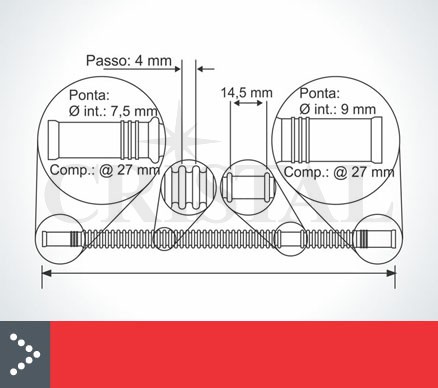 Passo: 4 mm
Ponta:
Ø int.: 7,5 mm
14,5 mm
Ponta:
Ø int.: 9 mm
Comp.: @ 27 mm
Comp.: @ 27 mm
CRISTAL